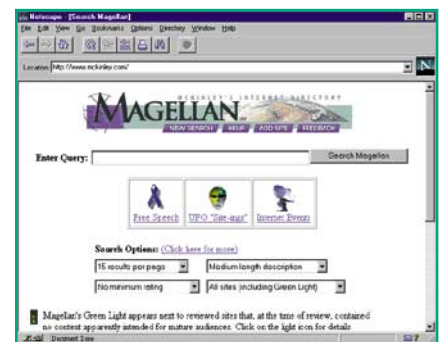 Netscape - [Search Magellan]
File Edit View Go Bookmarks Options Directory Window Help
Location: http://www.mckinley.com/
McKINLEY'S INTERNET DIRECTORY
MAGELLAN
NEW SEARCH HELP ADD SITE FEEDBACK
Enter Query: Search Magellan
Free Speech UFO "Site-ings" Internet Events
Search Options: (Click here for more)
15 results per page Medium length description
No minimum rating All sites (including Green Light)
Magellan's Green Light appears next to reviewed sites that, at the time of review, contained
no content apparently intended for mature audiences. Click on the light icon for details
Document: Done